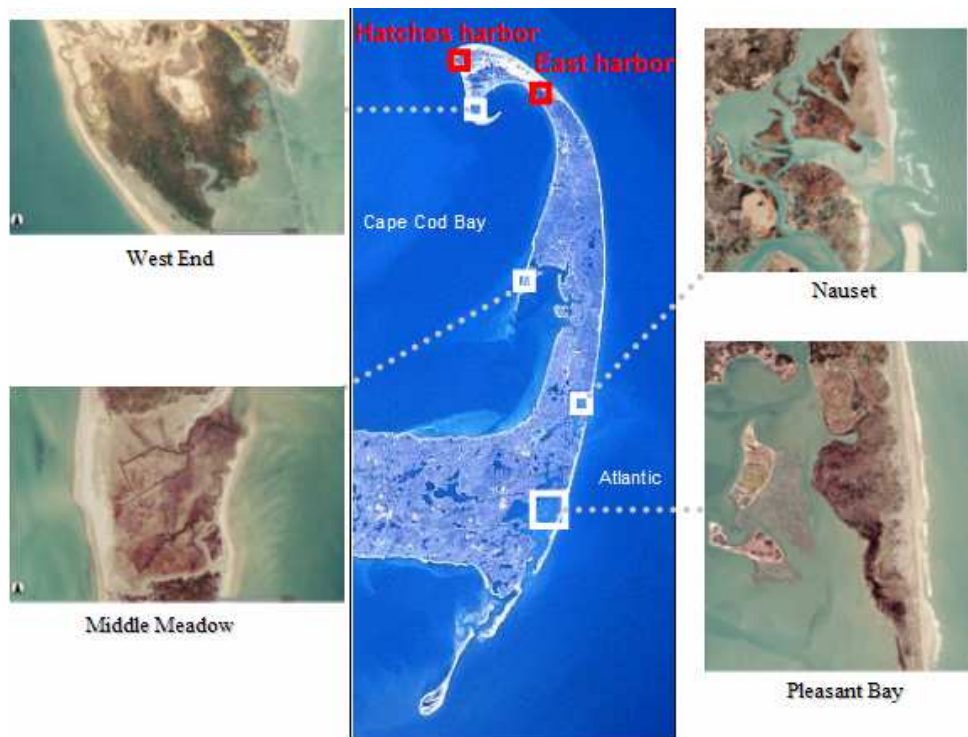 Hatches harbor
East harbor
West End
Cape Cod Bay
Nauset
Middle Meadow
Atlantic
Pleasant Bay